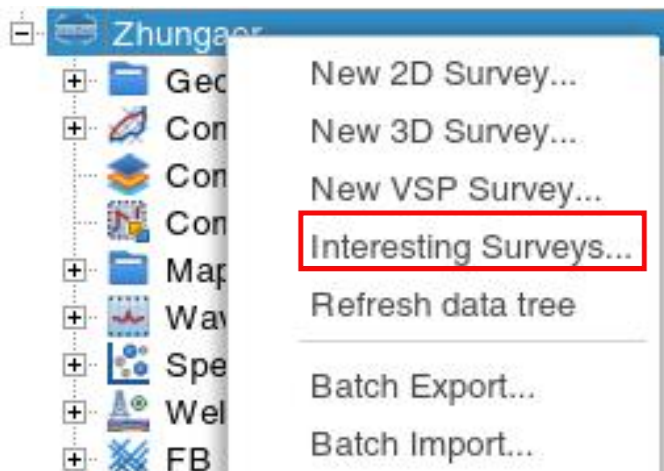 Zhungaer
New 2D Survey...
New 3D Survey...
New VSP Survey...
Interesting Surveys...
Refresh data tree
Batch Export...
Batch Import...
Geo
Con
Con
Con
Map
Wav
Spe
Wel
FB